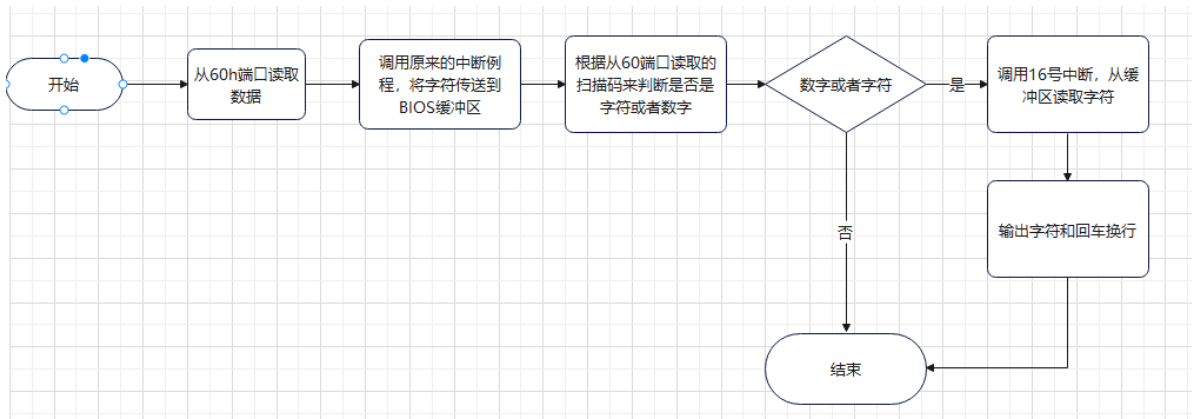 开始
从60h端口读取
数据
调用原来的中断例
程，将字符传送到
BIOS缓冲区
根据从60端口读取的
扫描码来判断是否是
字符或者数字
数字或者字符
是
调用16号中断，从缓
冲区读取字符
否
输出字符和回车换行
结束